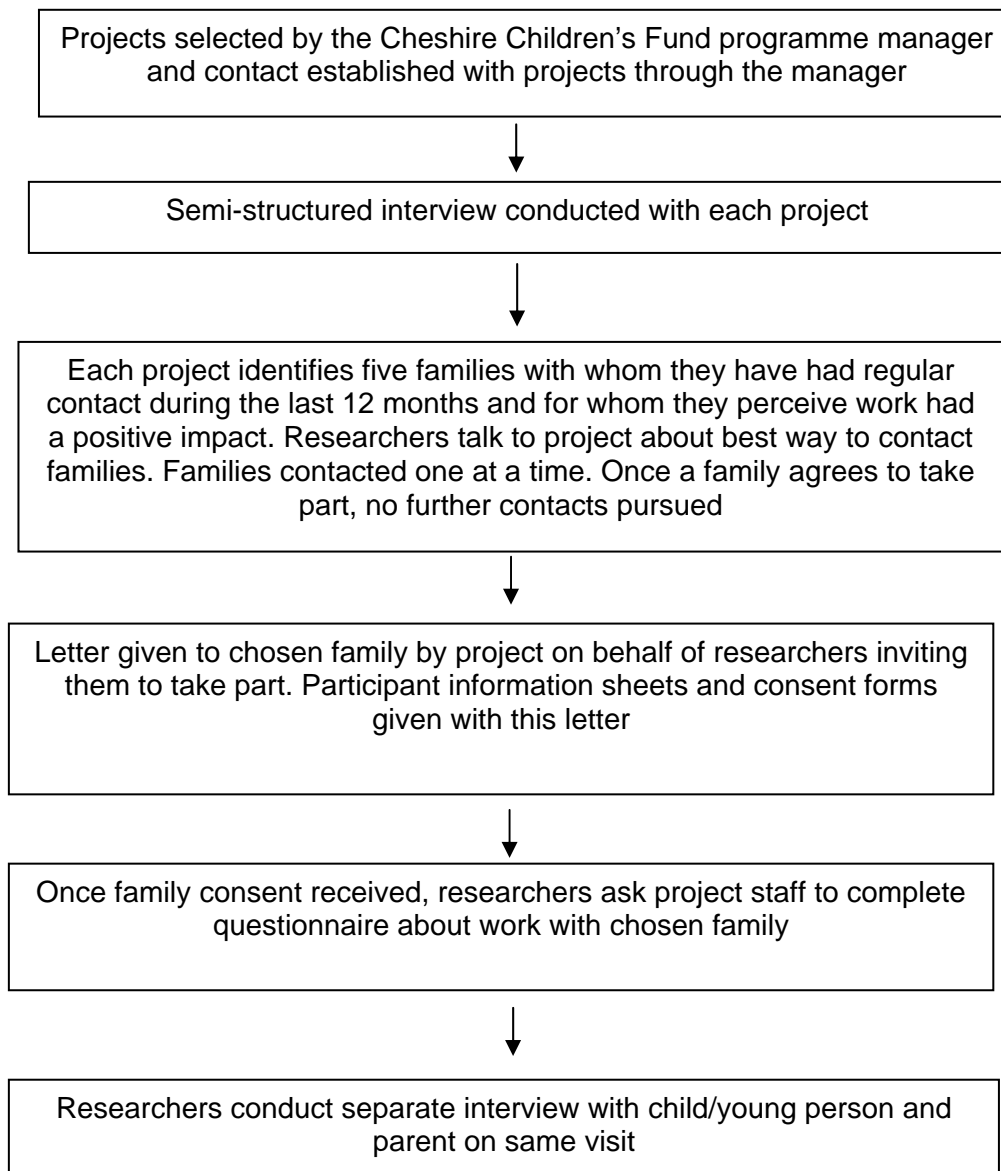 Projects selected by the Cheshire Children's Fund programme manager
and contact established with projects through the manager
Semi-structured interview conducted with each project
Each project identifies five families with whom they have had regular
contact during the last 12 months and for whom they perceive work had
a positive impact. Researchers talk to project about best way to contact
families. Families contacted one at a time. Once a family agrees to take
part, no further contacts pursued
Letter given to chosen family by project on behalf of researchers inviting
them to take part. Participant information sheets and consent forms
given with this letter
Once family consent received, researchers ask project staff to complete
questionnaire about work with chosen family
Researchers conduct separate interview with child/young person and
parent on same visit